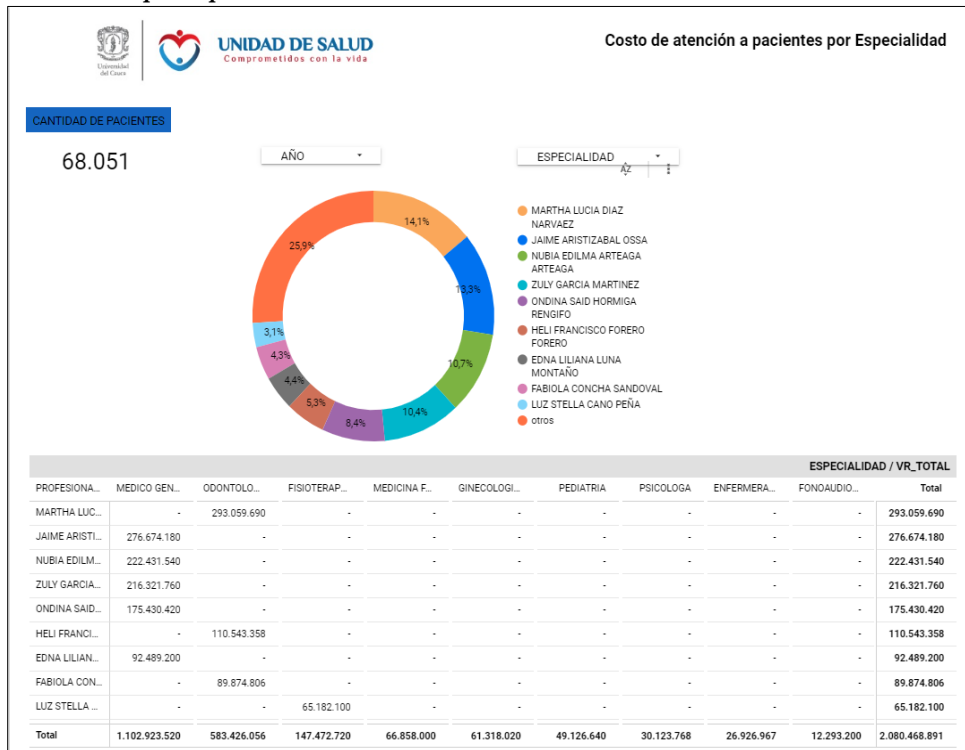 Universidad
del Cauca
UNIDAD DE SALUD
Comprometidos con la vida
Costo de atención a pacientes por Especialidad
CANTIDAD DE PACIENTES
68.051
AÑO
ESPECIALIDAD
AZ
14,1%
13,3%
10,7%
10,4%
8,4%
5,3%
4,4%
4,3%
3,1%
25,9%
MARTHA LUCIA DIAZ
NARVAEZ
JAIME ARISTIZABAL OSSA
NUBIA EDILMA ARTEAGA
ARTEAGA
ZULY GARCIA MARTINEZ
ONDINA SAID HORMIGA
RENGIFO
HELI FRANCISCO FORERO
FORERO
EDNA LILIANA LUNA
MONTAÑO
FABIOLA CONCHA SANDOVAL
LUZ STELLA CANO PEÑA
otros
ESPECIALIDAD / VR_TOTAL
PROFESIONA... MEDICO GEN... ODONTOLO... FISIOTERAP... MEDICINA F... GINECOLOGI... PEDIATRIA PSICOLOGA ENFERMERA... FONOAUDIO... Total
MARTHA LUC... - 293.059.690 - - - - - - - 293.059.690
JAIME ARISTI... 276.674.180 - - - - - - - - 276.674.180
NUBIA EDILM... 222.431.540 - - - - - - - - 222.431.540
ZULY GARCIA... 216.321.760 - - - - - - - - 216.321.760
ONDINA SAID... 175.430.420 - - - - - - - - 175.430.420
HELI FRANCI... - 110.543.358 - - - - - - - 110.543.358
EDNA LILIAN... 92.489.200 - - - - - - - - 92.489.200
FABIOLA CON... - 89.874.806 - - - - - - - 89.874.806
LUZ STELLA ... - - 65.182.100 - - - - - - 65.182.100
Total 1.102.923.520 583.426.056 147.472.720 66.858.000 61.318.020 49.126.640 30.123.768 26.926.967 12.293.200 2.080.468.891